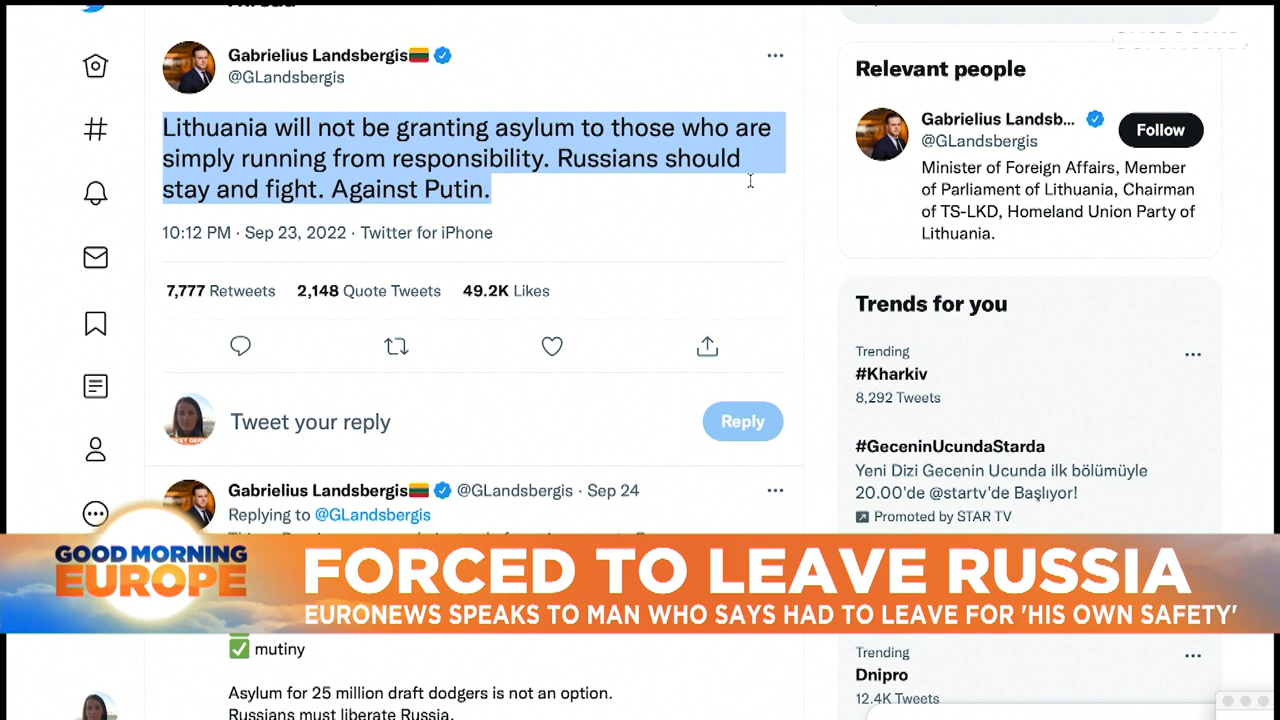 Gabrielius Landsbergis
@GLandsbergis
Lithuania will not be granting asylum to those who are
simply running from responsibility. Russians should
stay and fight. Against Putin.
10:12 PM · Sep 23, 2022 · Twitter for iPhone
7,777 Retweets 2,148 Quote Tweets 49.2K Likes
Tweet your reply
Reply
Gabrielius Landsbergis @GLandsbergis · Sep 24
Replying to @GLandsbergis
mutiny
Asylum for 25 million draft dodgers is not an option.
Russians must liberate Russia.
Relevant people
Gabrielius Landsb...
@GLandsbergis
Follow
Minister of Foreign Affairs, Member
of Parliament of Lithuania, Chairman
of TS-LKD, Homeland Union Party of
Lithuania.
Trends for you
Trending
#Kharkiv
8,292 Tweets
#GeceninUcundaStarda
Yeni Dizi Gecenin Ucunda ilk bölümüyle
20.00'de @startv'de Başlıyor!
Promoted by STAR TV
Trending
Dnipro
12.4K Tweets
GOOD MORNING
EUROPE
FORCED TO LEAVE RUSSIA
EURONEWS SPEAKS TO MAN WHO SAYS HAD TO LEAVE FOR 'HIS OWN SAFETY'